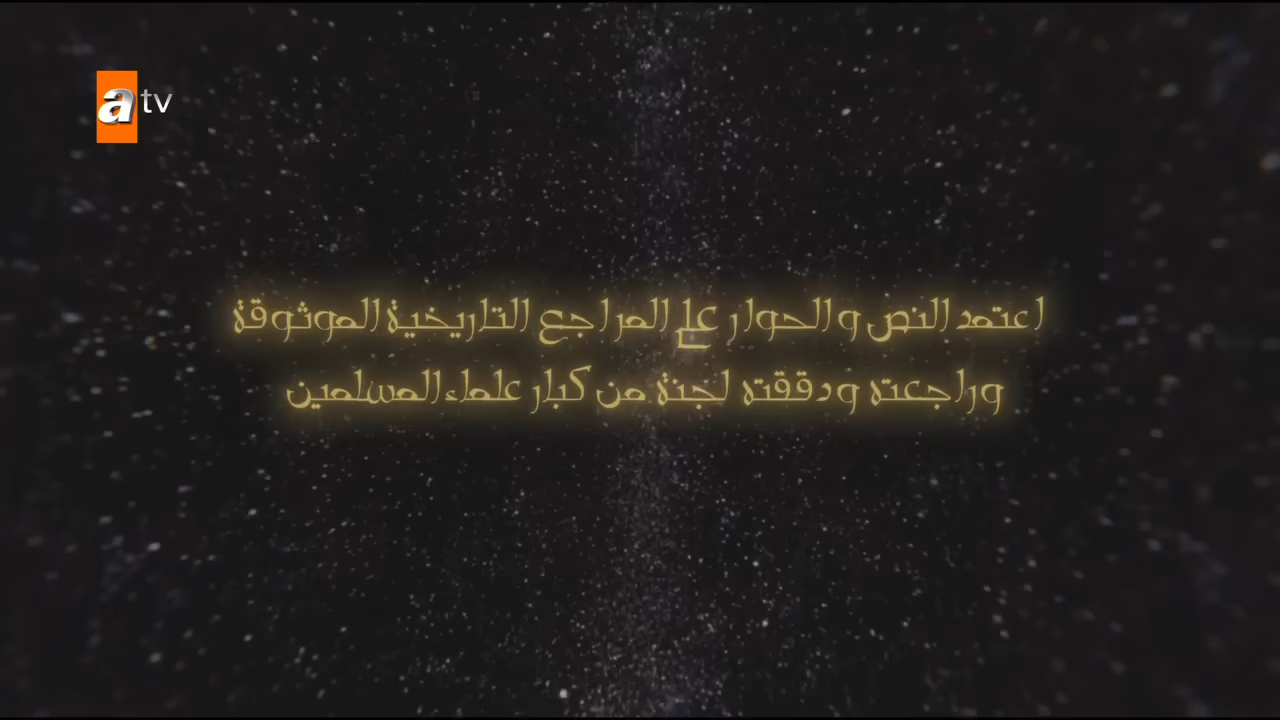 atv
اعتمد النص والحوار على المراجع التاريخية الموثوقة
وراجعته ودققته لجنة من كبار علماء المسلمين